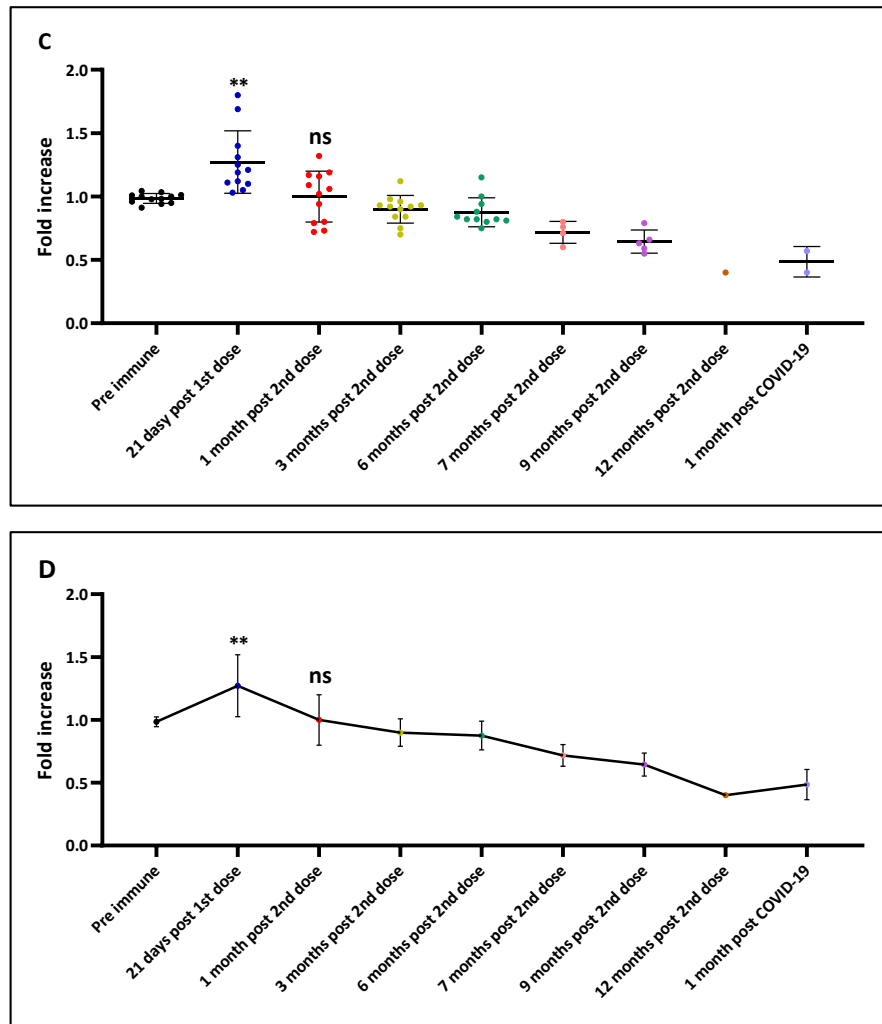 C
2.0
**
ns
1.5
Fold increase
1.0
0.5
0.0
Pre immune
21 dasy post 1st dose
1 month post 2nd dose
3 months post 2nd dose
6 months post 2nd dose
7 months post 2nd dose
9 months post 2nd dose
12 months post 2nd dose
1 month post COVID-19
D
2.0
**
ns
1.5
Fold increase
1.0
0.5
0.0
Pre immune
21 days post 1st dose
1 month post 2nd dose
3 months post 2nd dose
6 months post 2nd dose
7 months post 2nd dose
9 months post 2nd dose
12 months post 2nd dose
1 month post COVID-19